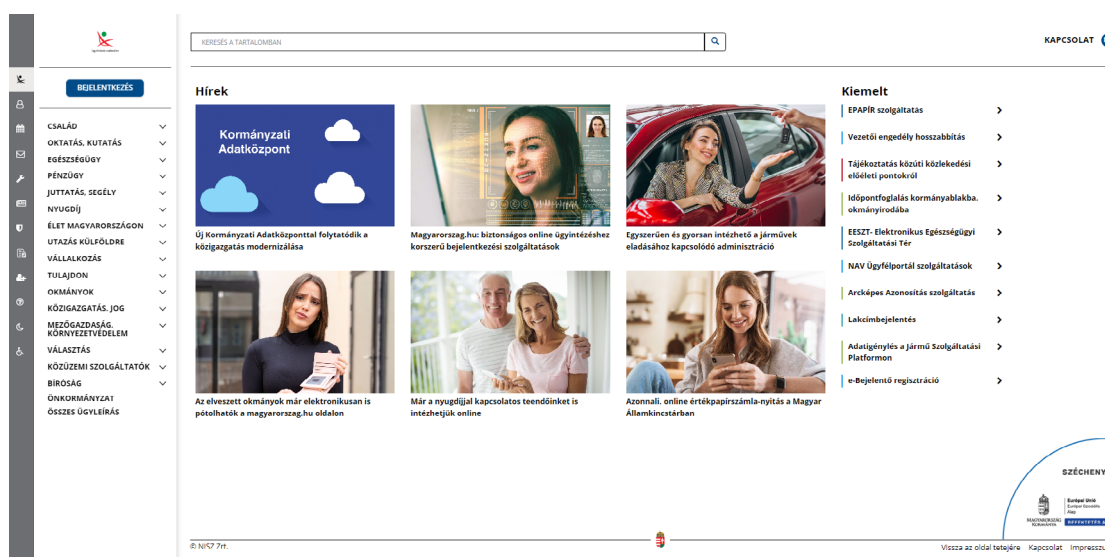 KERESÉS A TARTALOMBAN
KAPCSOLAT
BEJELENTKEZÉS
CSALÁD
OKTATÁS, KUTATÁS
EGÉSZSÉGÜGY
PÉNZÜGY
JUTTATÁS, SEGÉLY
NYUGDÍJ
ÉLET MAGYARORSZÁGON
UTAZÁS KÜLFÖLDRE
VÁLLALKOZÁS
TULAJDON
OKMÁNYOK
KÖZIGAZGATÁS, JOG
MEZŐGAZDASÁG,
KÖRNYEZETVÉDELEM
VÁLASZTÁS
KÖZÜZEMI SZOLGÁLTATÓK
BÍRÓSÁG
ÖNKORMÁNYZAT
ÖSSZES ÜGYLEÍRÁS
Hírek
Kormányzati
Adatközpont
Új Kormányzati Adatközponttal folytatódik a
közigazgatás modernizálása
Magyarorszag.hu: biztonságos online ügyintézéshez
korszerű bejelentkezési szolgáltatások
Egyszerűen és gyorsan intézhető a járművek
eladásához kapcsolódó adminisztráció
Az elveszett okmányok már elektronikusan is
pótolhatók a magyarorszag.hu oldalon
Már a nyugdíjjal kapcsolatos teendőinket is
intézhetjük online
Azonnali, online értékpapírszámla-nyitás a Magyar
Államkincstárban
Kiemelt
EPAPÍR szolgáltatás
Vezetői engedély hosszabbítás
Tájékoztatás közúti közlekedési
előéleti pontokról
Időpontfoglalás kormányablakba,
okmányirodába
EESZT- Elektronikus Egészségügyi
Szolgáltatási Tér
NAV Ügyfélportál szolgáltatások
Arcképes Azonosítás szolgáltatás
Lakcímbejelentés
Adatigénylés a Jármű Szolgáltatási
Platformon
e-Bejelentő regisztráció
SZÉCHENY
Európai Unió
MAGYARORSZÁG
KORMÁNYA
BEFEKTETÉS A
© NISZ Zrt.
Vissza az oldal tetejére Kapcsolat Impresszu